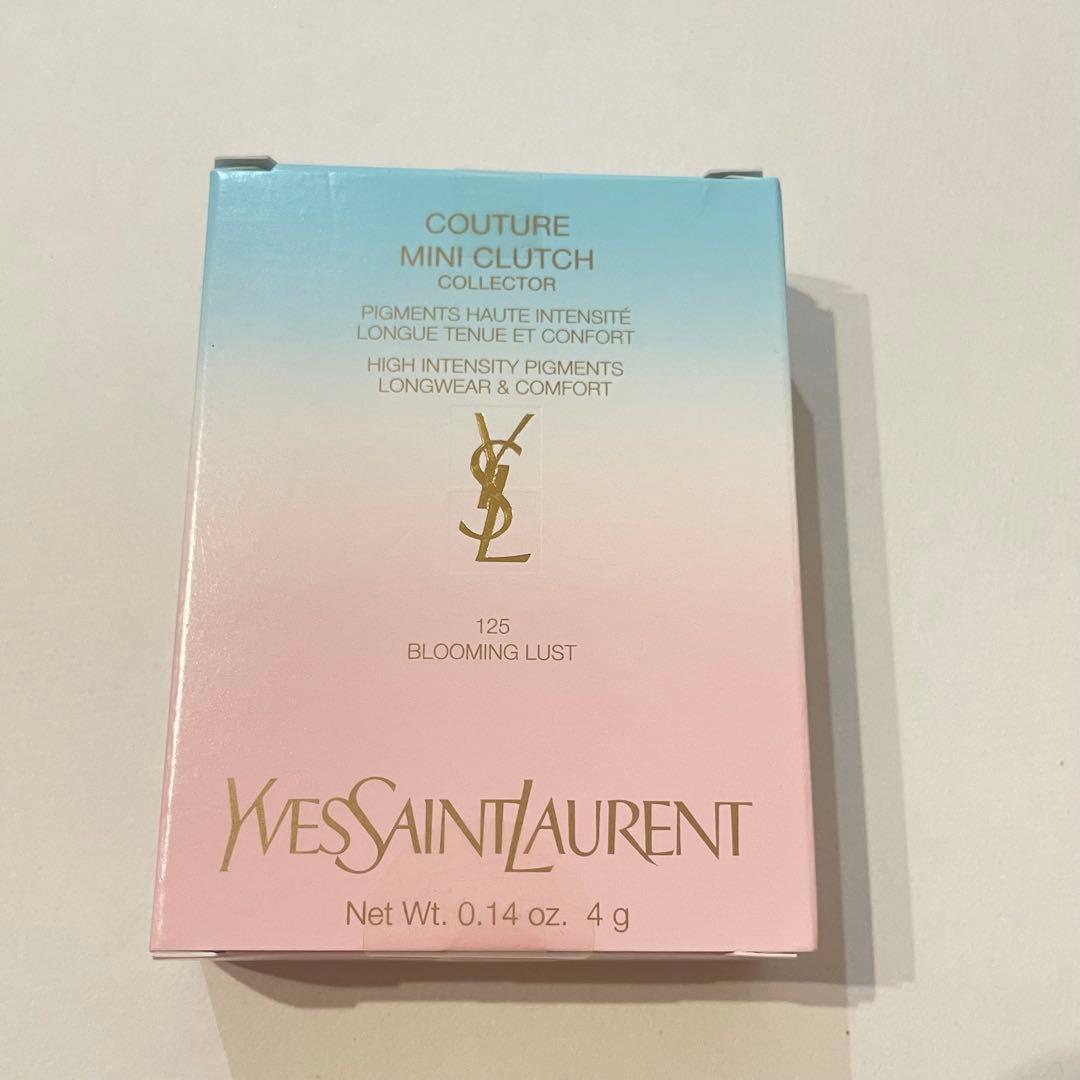 COUTURE
MINI CLUTCH
COLLECTOR
PIGMENTS HAUTE INTENSITÉ
LONGUE TENUE ET CONFORT
HIGH INTENSITY PIGMENTS
LONGWEAR & COMFORT
YSL
125
BLOOMING LUST
YVESSAINTLAURENT
Net Wt. 0.14 oz. 4 g